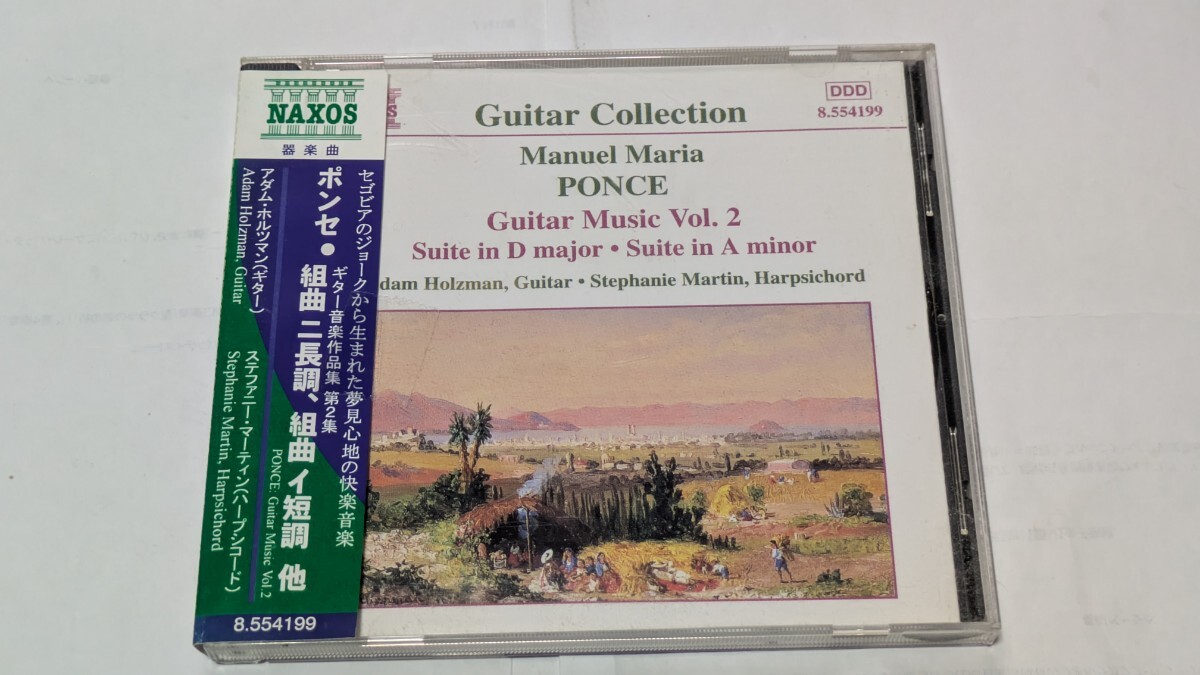 NAXOS
器楽曲
セゴビアのジョークから生まれた夢見心地の快楽音楽
ギター音楽作品集 第2集
ポンセ・組曲 ニ長調、組曲 イ短調 他
PONCE: Guitar Music Vol.2
アダム・ホルツマン(ギター)
Adam Holzman, Guitar
ステファニー・マーティン(ハープシコード)
Stephanie Martin, Harpsichord
8.554199
DDD
8.554199
Guitar Collection
Manuel Maria
PONCE
Guitar Music Vol. 2
Suite in D major • Suite in A minor
dam Holzman, Guitar • Stephanie Martin, Harpsichord